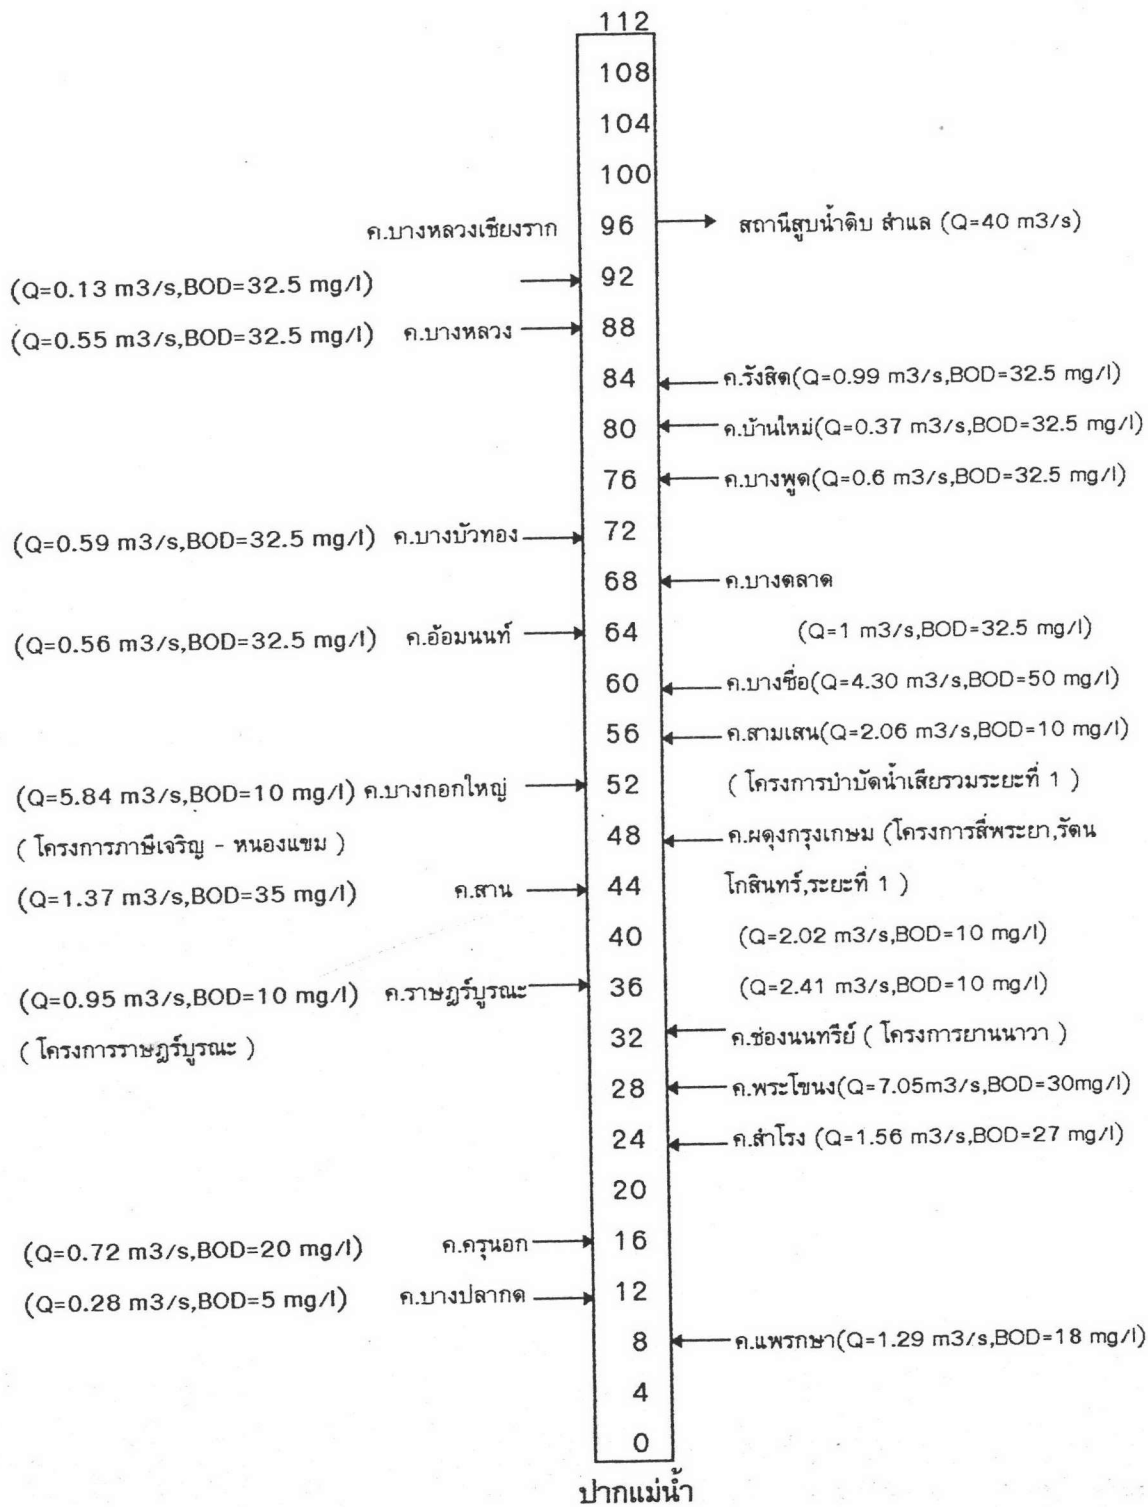 112
108
104
100
ค.บางหลวงเชียงราก 96 สถานีสูบน้ำดิบ สำแล (Q=40 m3/s)
(Q=0.13 m3/s,BOD=32.5 mg/l) 92
(Q=0.55 m3/s,BOD=32.5 mg/l) ค.บางหลวง 88
84 ค.รังสิต(Q=0.99 m3/s,BOD=32.5 mg/l)
80 ค.บ้านใหม่(Q=0.37 m3/s,BOD=32.5 mg/l)
76 ค.บางพูด(Q=0.6 m3/s,BOD=32.5 mg/l)
(Q=0.59 m3/s,BOD=32.5 mg/l) ค.บางบัวทอง 72
68 ค.บางตลาด
(Q=0.56 m3/s,BOD=32.5 mg/l) ค.อ้อมนนท์ 64 (Q=1 m3/s,BOD=32.5 mg/l)
60 ค.บางซื่อ(Q=4.30 m3/s,BOD=50 mg/l)
56 ค.สามเสน(Q=2.06 m3/s,BOD=10 mg/l)
(Q=5.84 m3/s,BOD=10 mg/l) ค.บางกอกใหญ่ 52 ( โครงการบำบัดน้ำเสียรวมระยะที่ 1 )
( โครงการภาษีเจริญ - หนองแขม ) 48 ค.ผดุงกรุงเกษม (โครงการสี่พระยา,รัตน
(Q=1.37 m3/s,BOD=35 mg/l) ค.สาน 44 โกสินทร์,ระยะที่ 1 )
40 (Q=2.02 m3/s,BOD=10 mg/l)
(Q=0.95 m3/s,BOD=10 mg/l) ค.ราษฎร์บูรณะ 36 (Q=2.41 m3/s,BOD=10 mg/l)
( โครงการราษฎร์บูรณะ ) 32 ค.ช่องนนทรีย์ ( โครงการยานนาวา )
28 ค.พระโขนง(Q=7.05m3/s,BOD=30mg/l)
24 ค.สำโรง (Q=1.56 m3/s,BOD=27 mg/l)
20
(Q=0.72 m3/s,BOD=20 mg/l) ค.ครุนอก 16
(Q=0.28 m3/s,BOD=5 mg/l) ค.บางปลากด 12
8 ค.แพรกษา(Q=1.29 m3/s,BOD=18 mg/l)
4
0
ปากแม่น้ำ